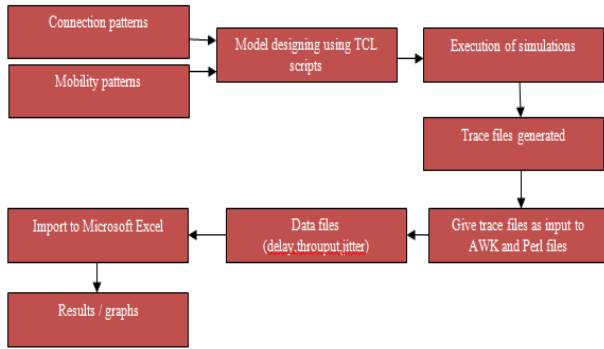 Connection patterns
Mobility patterns
Model designing using TCL
scripts
Execution of simulations
Trace files generated
Give trace files as input to
AWK and Perl files
Data files
(delay,throuput,jitter)
Import to Microsoft Excel
Results / graphs